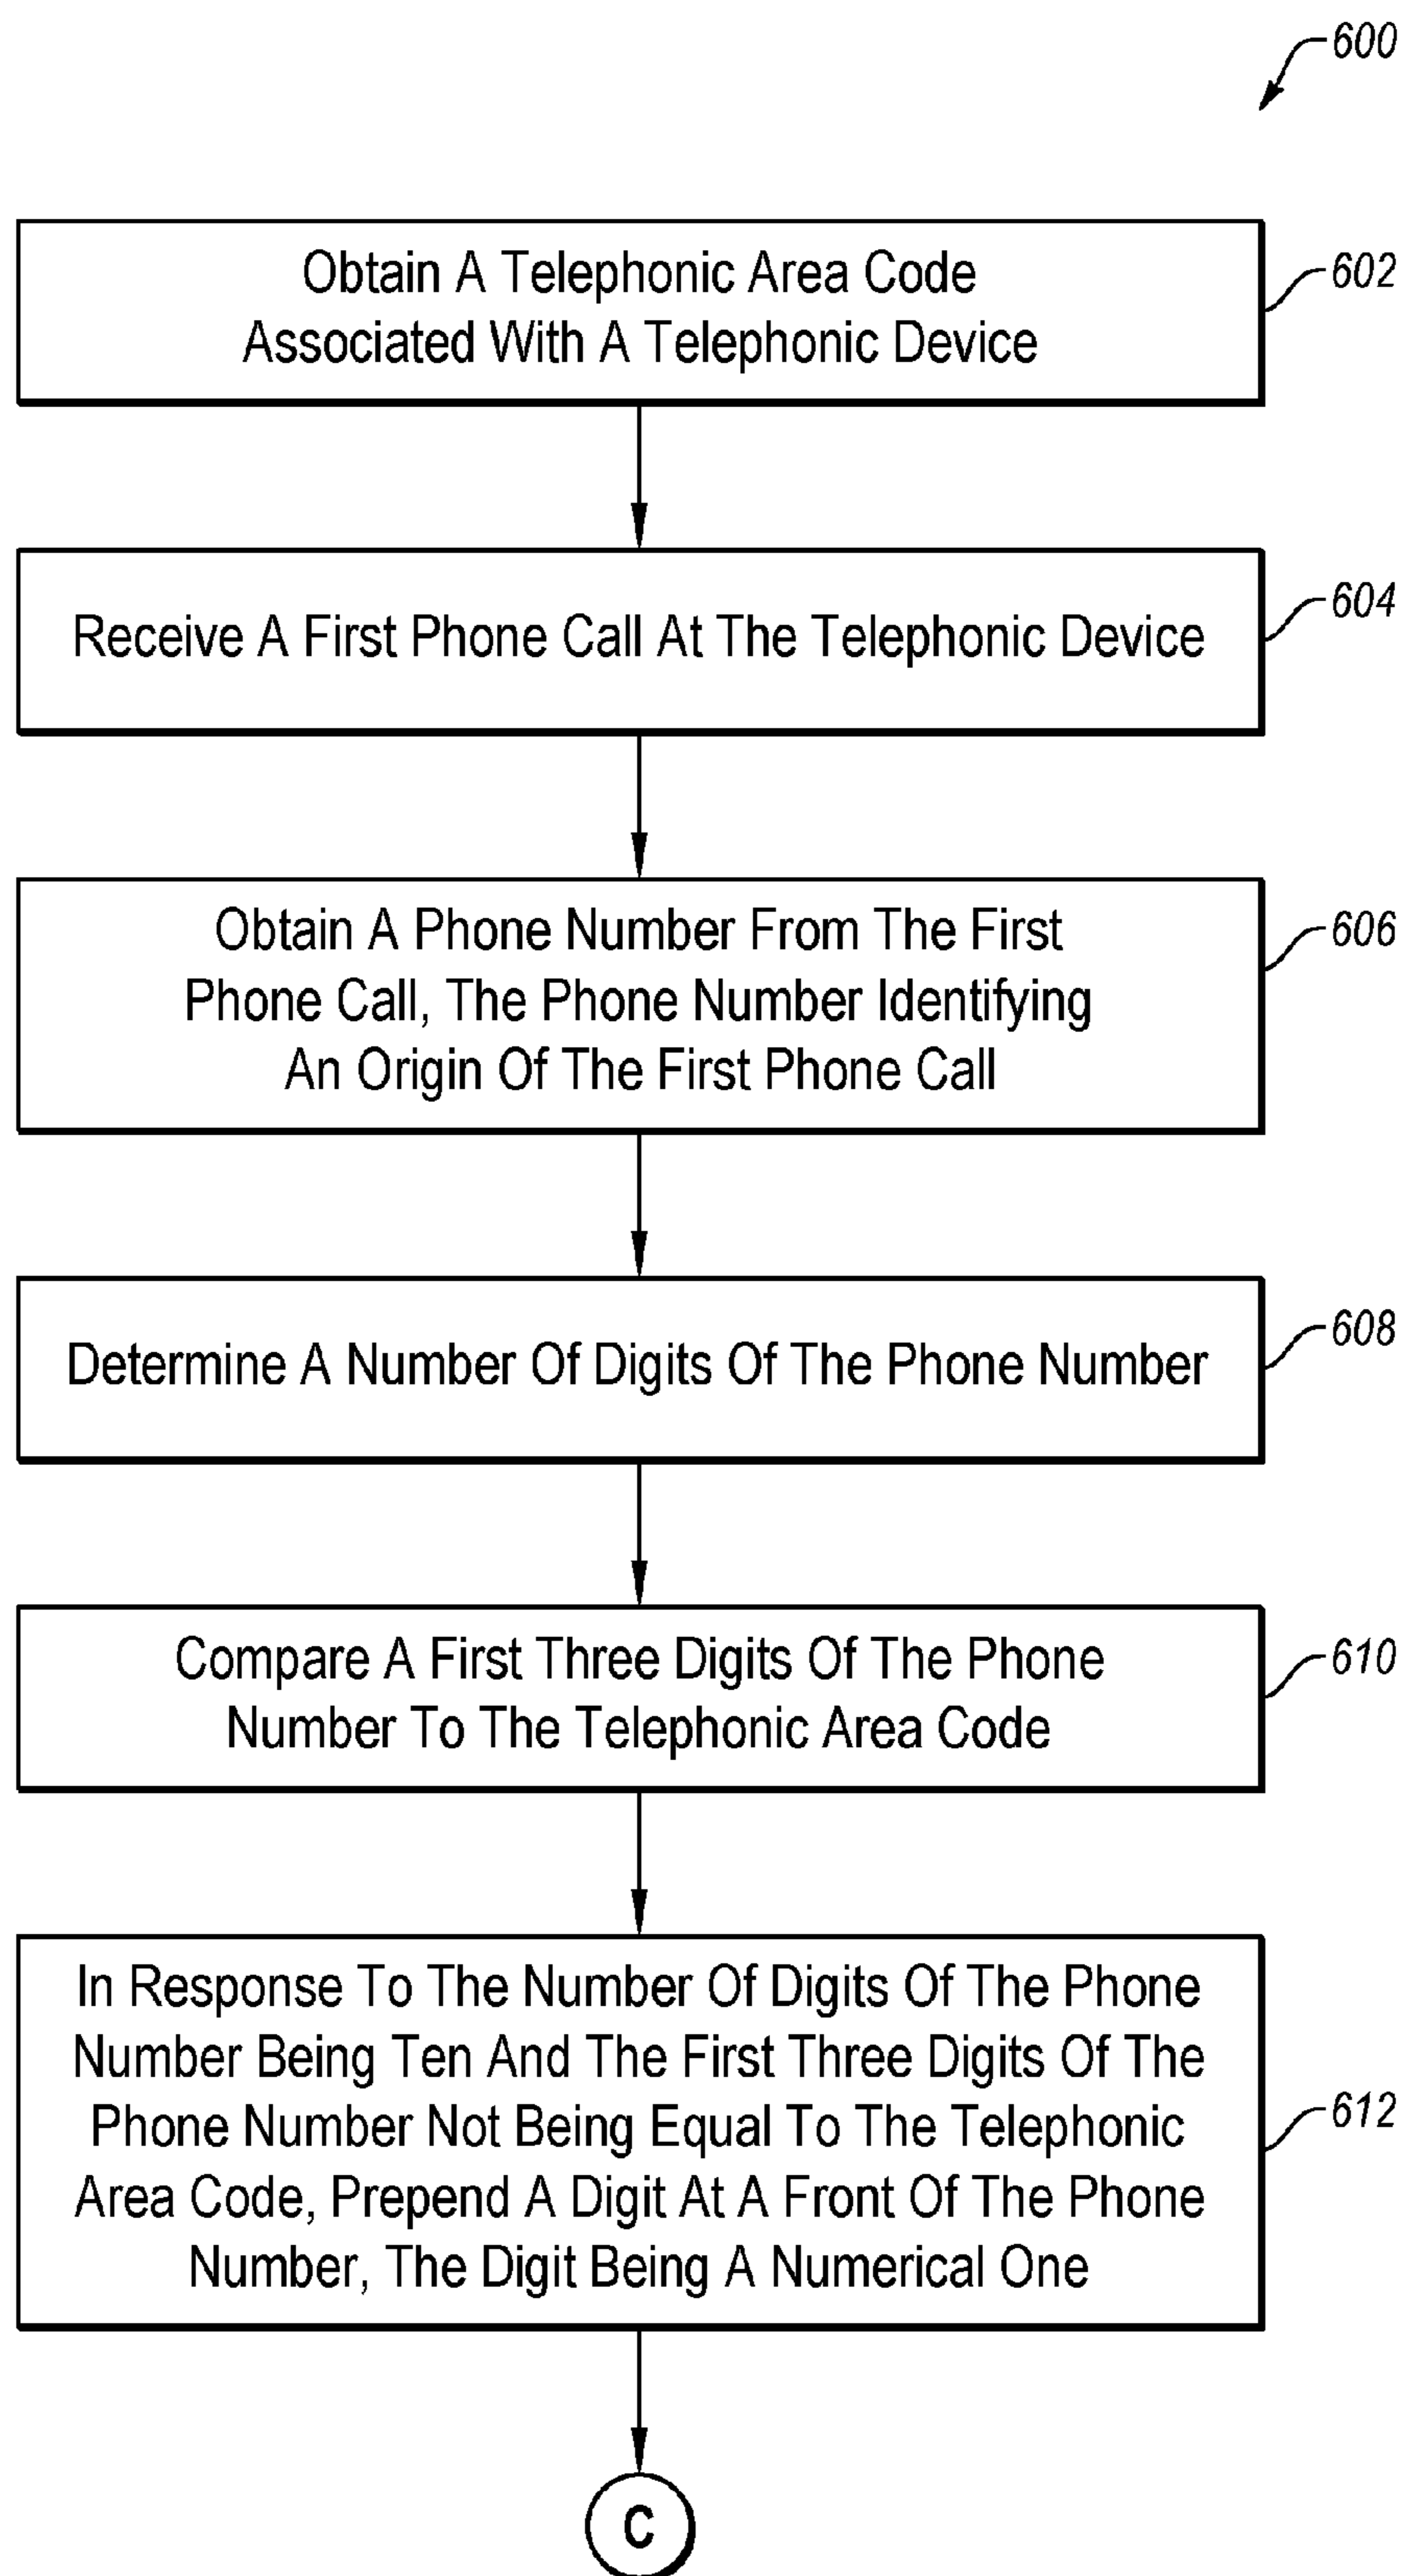 600
Obtain A Telephonic Area Code
Associated With A Telephonic Device
602
Receive A First Phone Call At The Telephonic Device
604
Obtain A Phone Number From The First
Phone Call, The Phone Number Identifying
An Origin Of The First Phone Call
606
Determine A Number Of Digits Of The Phone Number
608
Compare A First Three Digits Of The Phone
Number To The Telephonic Area Code
610
In Response To The Number Of Digits Of The Phone
Number Being Ten And The First Three Digits Of The
Phone Number Not Being Equal To The Telephonic
Area Code, Prepend A Digit At A Front Of The Phone
Number, The Digit Being A Numerical One
612
C